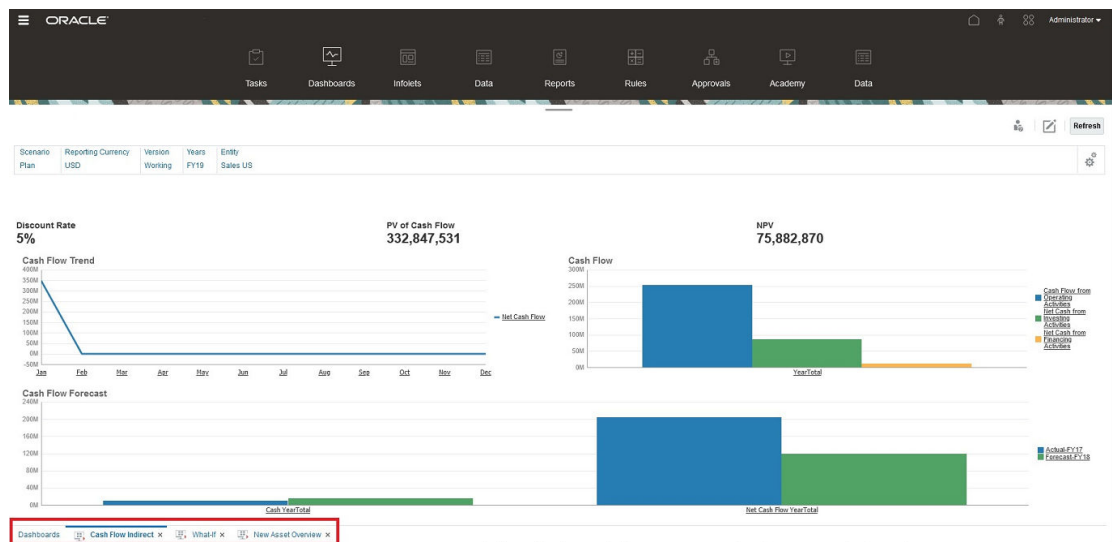 ORACLE
Administrator
Tasks
Dashboards
Infolets
Data
Reports
Rules
Approvals
Academy
Data
Refresh
Scenario
Reporting Currency
Version
Years
Entity
Plan
USD
Working
FY19
Sales US
Discount Rate
5%
PV of Cash Flow
332,847,531
NPV
75,882,870
Cash Flow Trend
400M
350M
300M
250M
200M
150M
100M
50M
0M
-50M
Jan
Feb
Mar
Apr
May
Jun
Jul
Aug
Sep
Oct
Nov
Dec
Net Cash Flow
Cash Flow
300M
250M
200M
150M
100M
50M
0M
YearTotal
Cash Flow from
Operating
Activities
Net Cash from
Investing
Activities
Net Cash from
Financing
Activities
Cash Flow Forecast
240M
200M
160M
120M
80M
40M
0M
Cash YearTotal
Net Cash Flow YearTotal
Actual-FY17
Forecast-FY18
Dashboards
Cash Flow Indirect ×
What-If ×
New Asset Overview ×